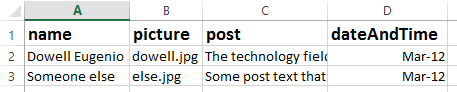 A B C D
1 name picture post dateAndTime
2 Dowell Eugenio dowell.jpg The technology field Mar-12
3 Someone else else.jpg Some post text that Mar-12